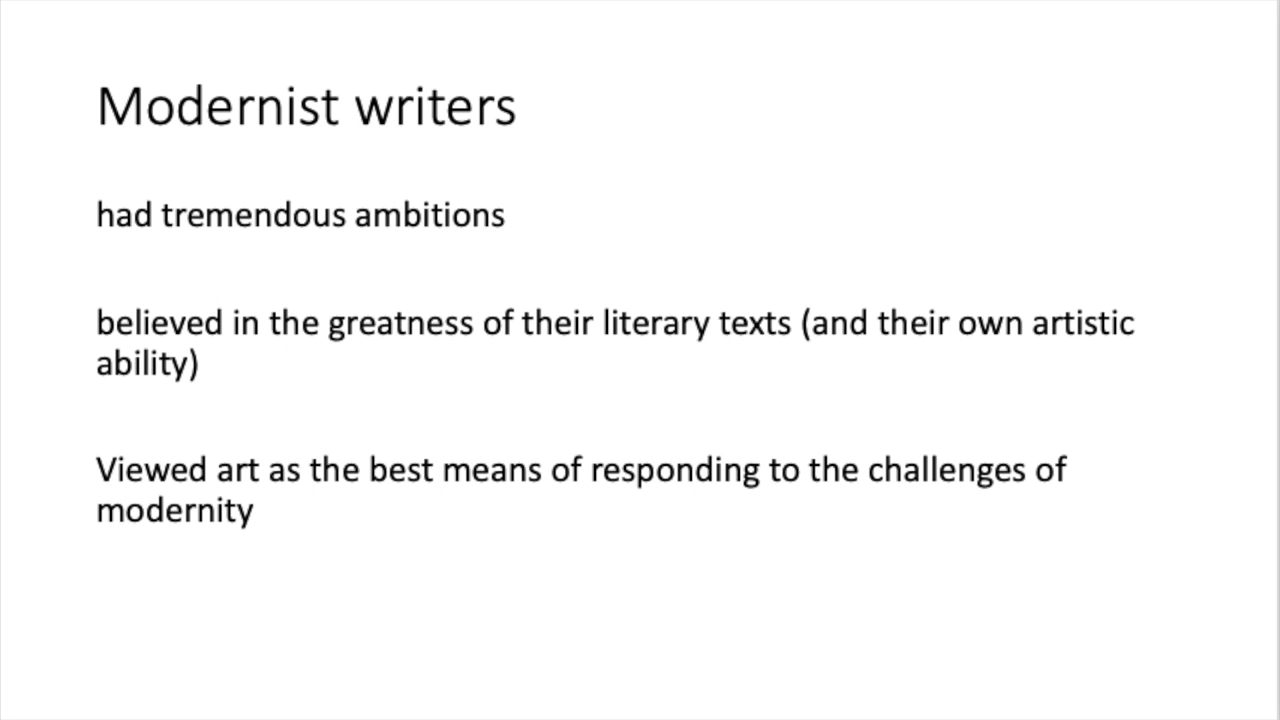 Modernist writers
had tremendous ambitions
believed in the greatness of their literary texts (and their own artistic
ability)
Viewed art as the best means of responding to the challenges of
modernity